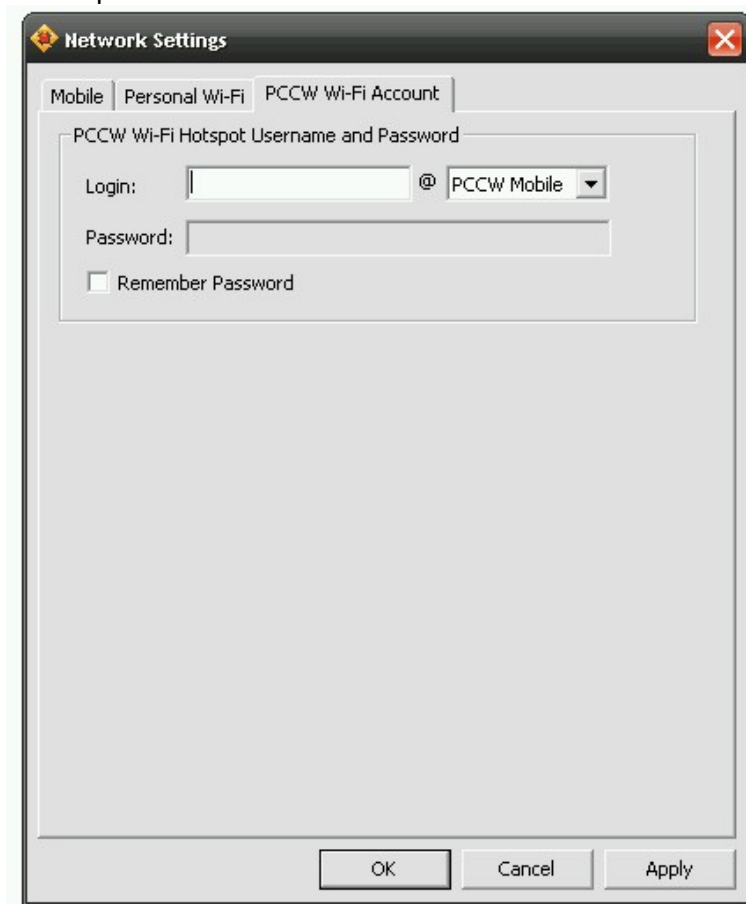 Network Settings
Mobile Personal Wi-Fi PCCW Wi-Fi Account
PCCW Wi-Fi Hotspot Username and Password
Login: @ PCCW Mobile
Password:
Remember Password
OK Cancel Apply